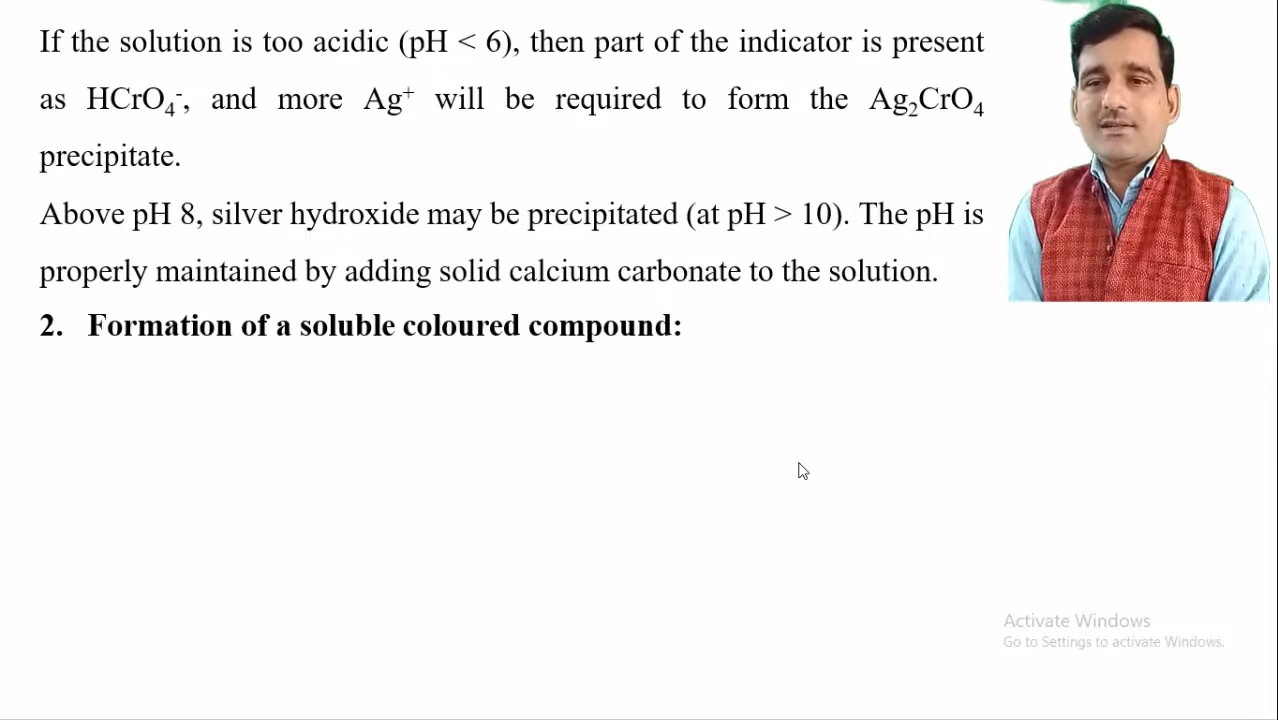 If the solution is too acidic (pH < 6), then part of the indicator is present
as HCrO₄⁻, and more Ag⁺ will be required to form the Ag₂CrO₄
precipitate.
Above pH 8, silver hydroxide may be precipitated (at pH > 10). The pH is
properly maintained by adding solid calcium carbonate to the solution.
2. Formation of a soluble coloured compound:
Activate Windows
Go to Settings to activate Windows.